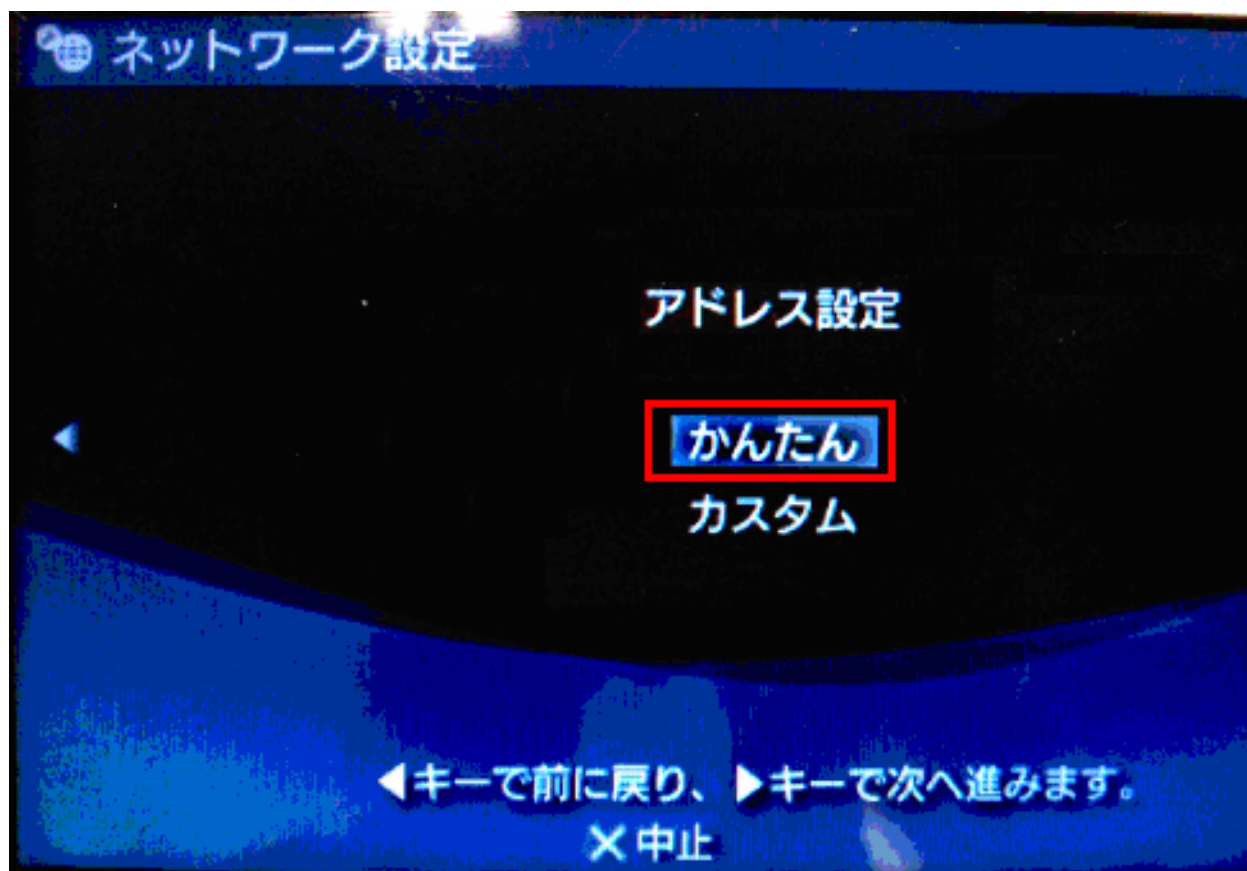 ネットワーク設定
アドレス設定
かんたん
カスタム
◀キーで前に戻り、▶キーで次へ進みます。
✕中止